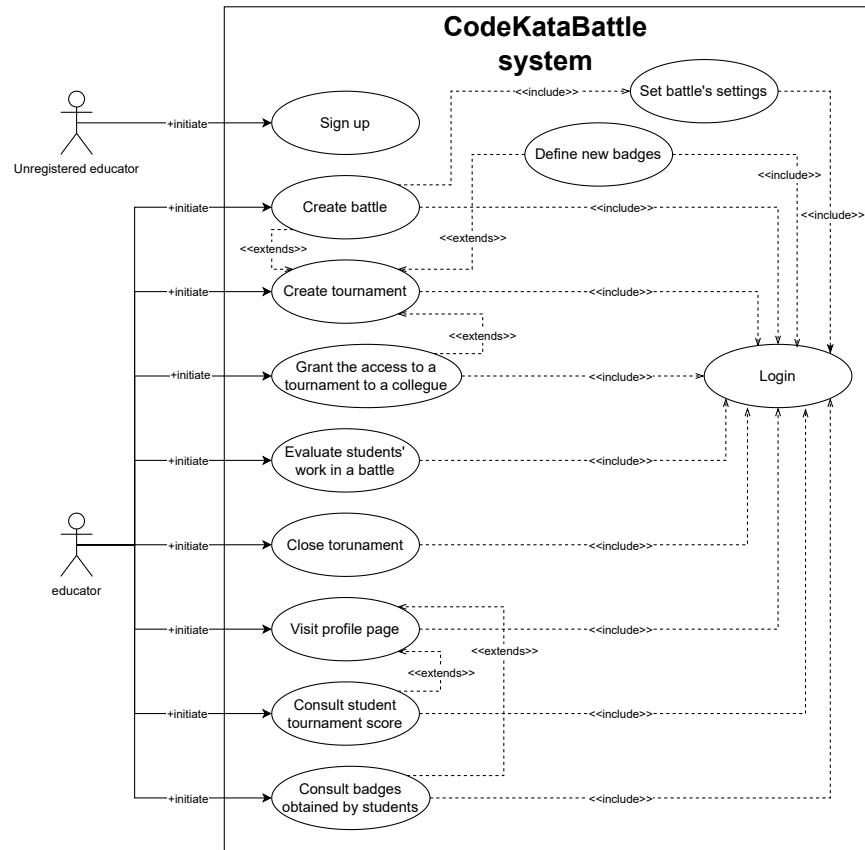 CodeKataBattle
system
<<include>>
Set battle's settings
+initiate
Sign up
Unregistered educator
Define new badges
<<include>>
+initiate
Create battle
<<include>>
<<include>>
<<extends>>
<<extends>>
+initiate
Create tournament
<<include>>
<<extends>>
+initiate
Grant the access to a
tournament to a collegue
<<include>>
Login
+initiate
Evaluate students'
work in a battle
<<include>>
+initiate
Close torunament
<<include>>
educator
+initiate
Visit profile page
<<include>>
<<extends>>
<<extends>>
+initiate
Consult student
tournament score
<<include>>
+initiate
Consult badges
obtained by students
<<include>>